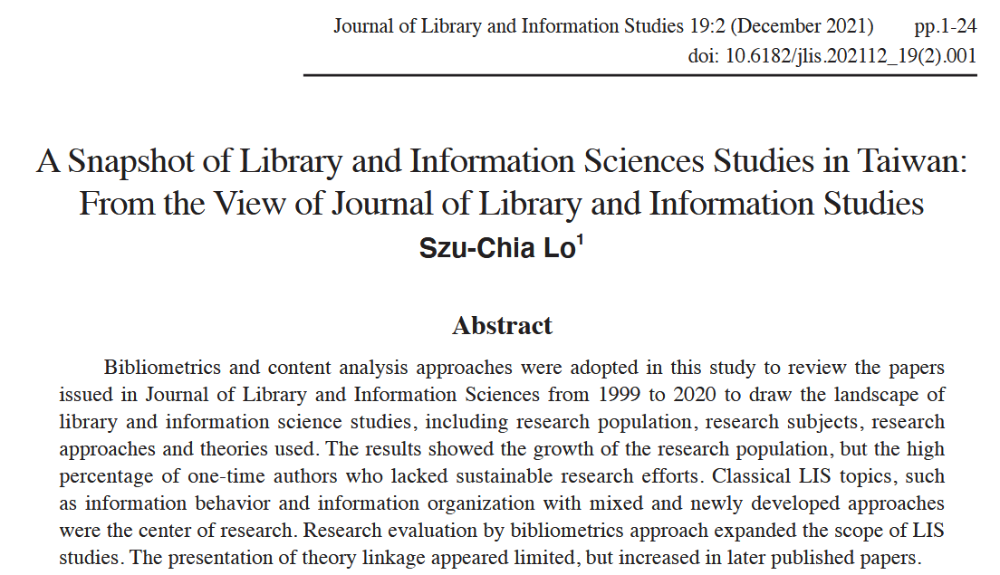 Journal of Library and Information Studies 19:2 (December 2021) pp.1-24
doi: 10.6182/jlis.202112_19(2).001
A Snapshot of Library and Information Sciences Studies in Taiwan:
From the View of Journal of Library and Information Studies
Szu-Chia Lo¹
Abstract
Bibliometrics and content analysis approaches were adopted in this study to review the papers
issued in Journal of Library and Information Sciences from 1999 to 2020 to draw the landscape of
library and information science studies, including research population, research subjects, research
approaches and theories used. The results showed the growth of the research population, but the high
percentage of one-time authors who lacked sustainable research efforts. Classical LIS topics, such
as information behavior and information organization with mixed and newly developed approaches
were the center of research. Research evaluation by bibliometrics approach expanded the scope of LIS
studies. The presentation of theory linkage appeared limited, but increased in later published papers.